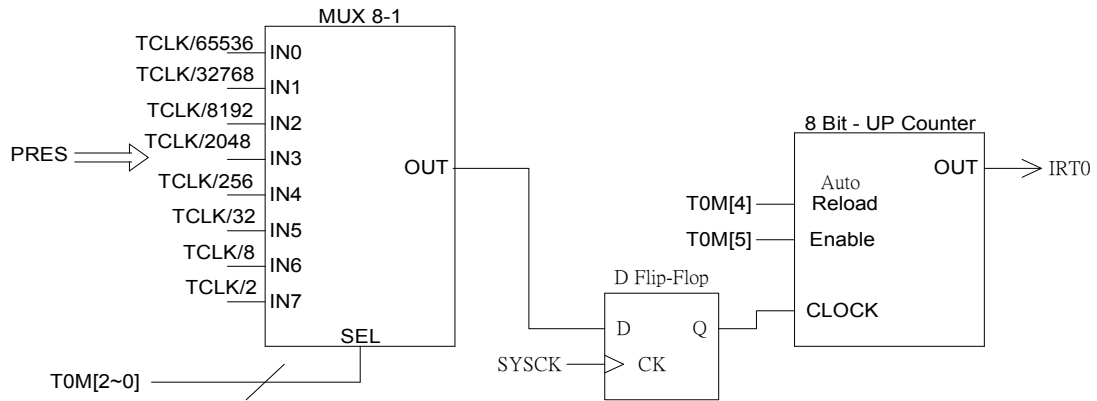 MUX 8-1
TCLK/65536 IN0
TCLK/32768 IN1
TCLK/8192 IN2
TCLK/2048 IN3
PRES
TCLK/256 IN4
TCLK/32 IN5
TCLK/8 IN6
TCLK/2 IN7
OUT
SEL
T0M[2~0]
D Flip-Flop
D Q
SYSCK CK
8 Bit - UP Counter
OUT IRT0
Auto
T0M[4] Reload
T0M[5] Enable
CLOCK